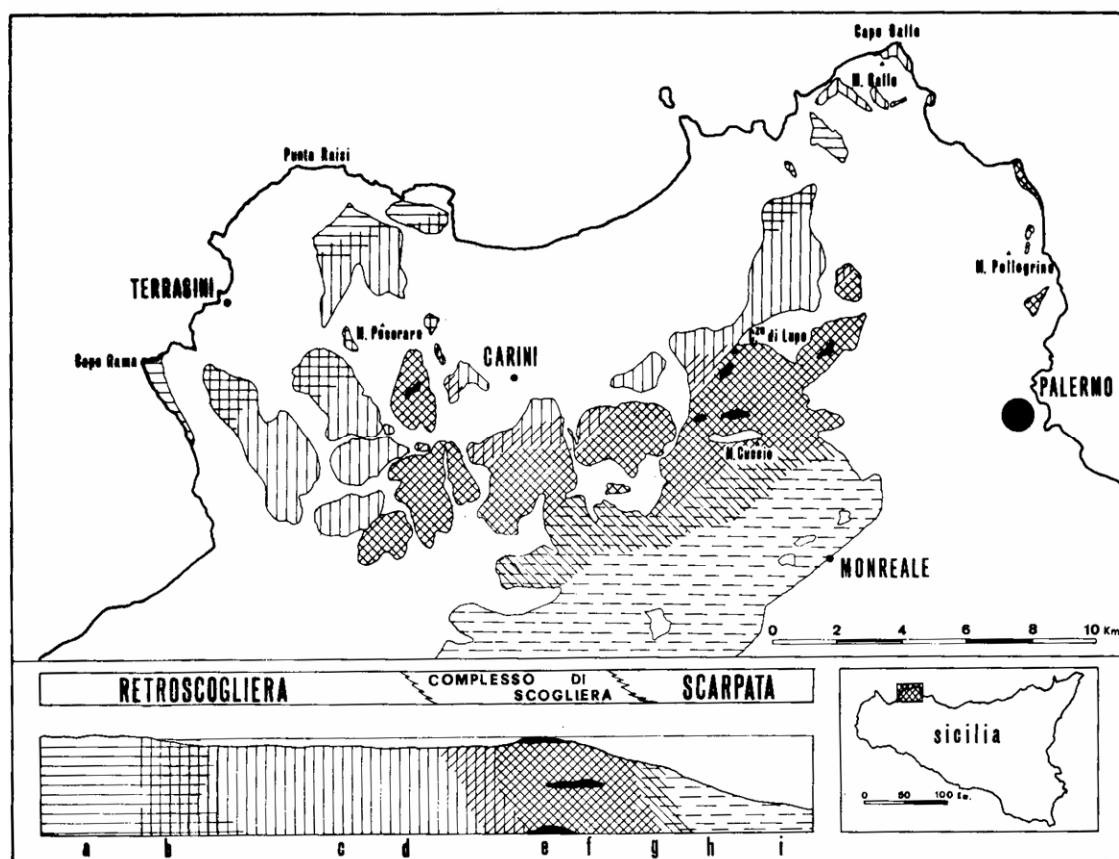 Capo Gallo
M. Gallo
Punta Raisi
M. Pellegrino
TERRASINI
M. Pecoraro
Pzo di Lupo
Capo Rama
CARINI
PALERMO
M. Cuccio
MONREALE
0 2 4 6 8 10 Km
RETROSCOGLIERA
COMPLESSO DI
SCOGLIERA
SCARPATA
sicilia
0 50 100 Km.
a b c d e f g h i